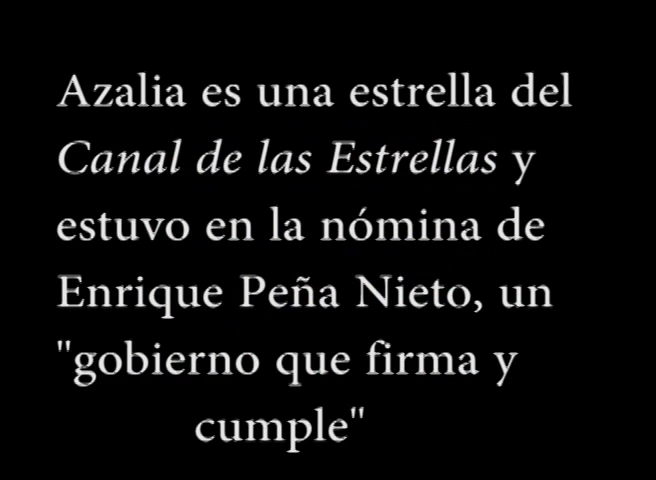 Azalia es una estrella del
Canal de las Estrellas y
estuvo en la nómina de
Enrique Peña Nieto, un
"gobierno que firma y
cumple"